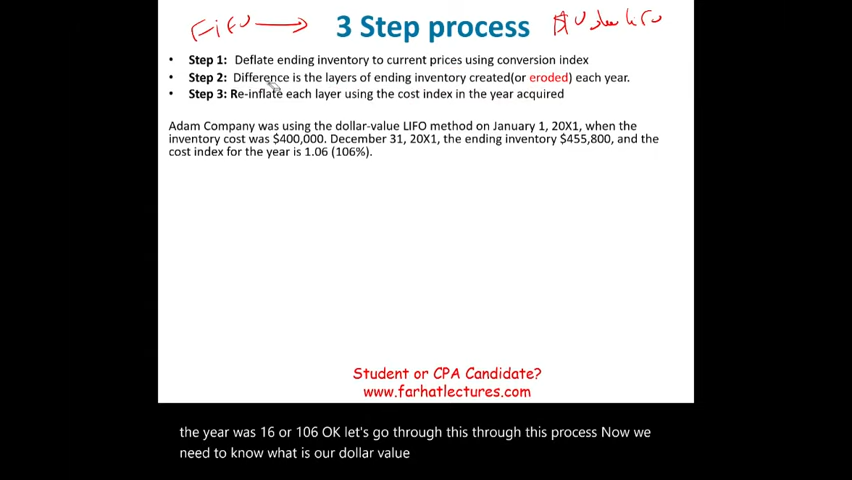 FIFO 3 Step process
• Step 1: Deflate ending inventory to current prices using conversion index
• Step 2: Difference is the layers of ending inventory created(or eroded) each year.
• Step 3: Re-inflate each layer using the cost index in the year acquired
Adam Company was using the dollar-value LIFO method on January 1, 20X1, when the
inventory cost was $400,000. December 31, 20X1, the ending inventory $455,800, and the
cost index for the year is 1.06 (106%).
Student or CPA Candidate?
www.farhatlectures.com
the year was 16 or 106 OK let's go through this through this process Now we
need to know what is our dollar value